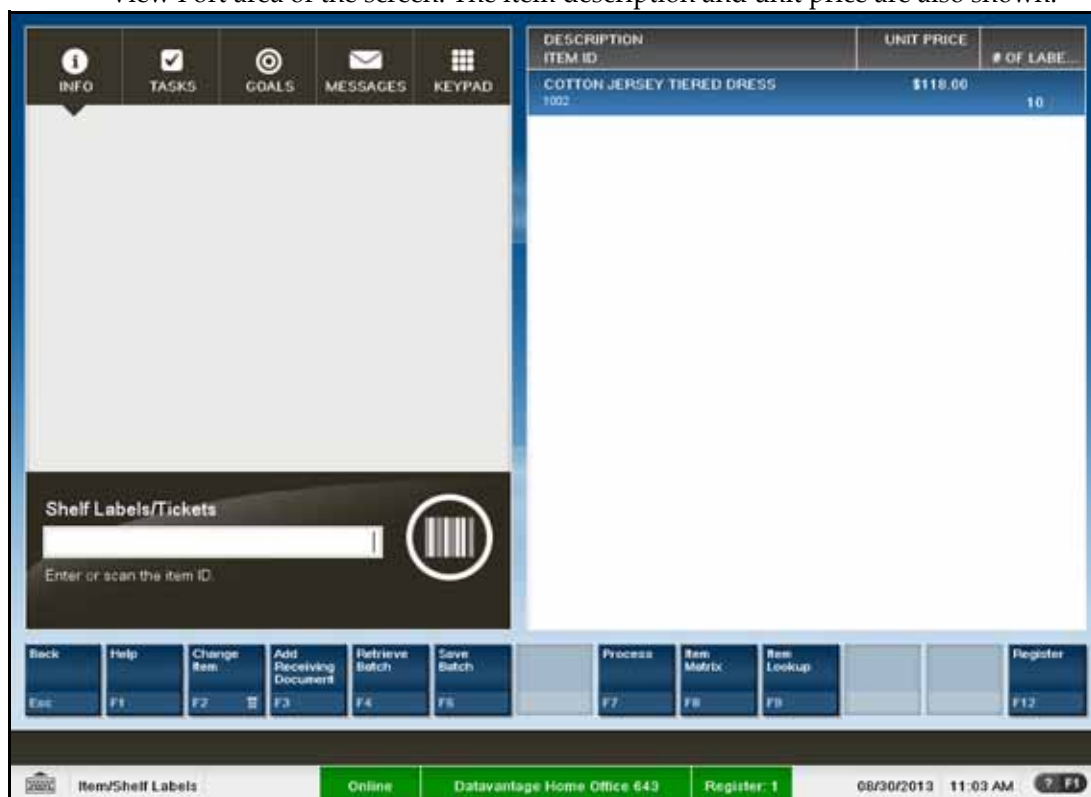 View Port area of the screen. The item description and unit price are also shown.
INFO TASKS GOALS MESSAGES KEYPAD
DESCRIPTION UNIT PRICE
ITEM ID # OF LABE...
COTTON JERSEY TIERED DRESS $118.00
1002 10
Shelf Labels/Tickets
Enter or scan the item ID.
Back Help Change Item Add Receiving Document Retrieve Batch Save Batch Process Item Matrix Item Lookup Register
Esc F1 F2 F3 F4 F5 F7 F8 F9 F12
Item/Shelf Labels Online Datavantage Home Office 643 Register: 1 08/30/2013 11:03 AM ? F1